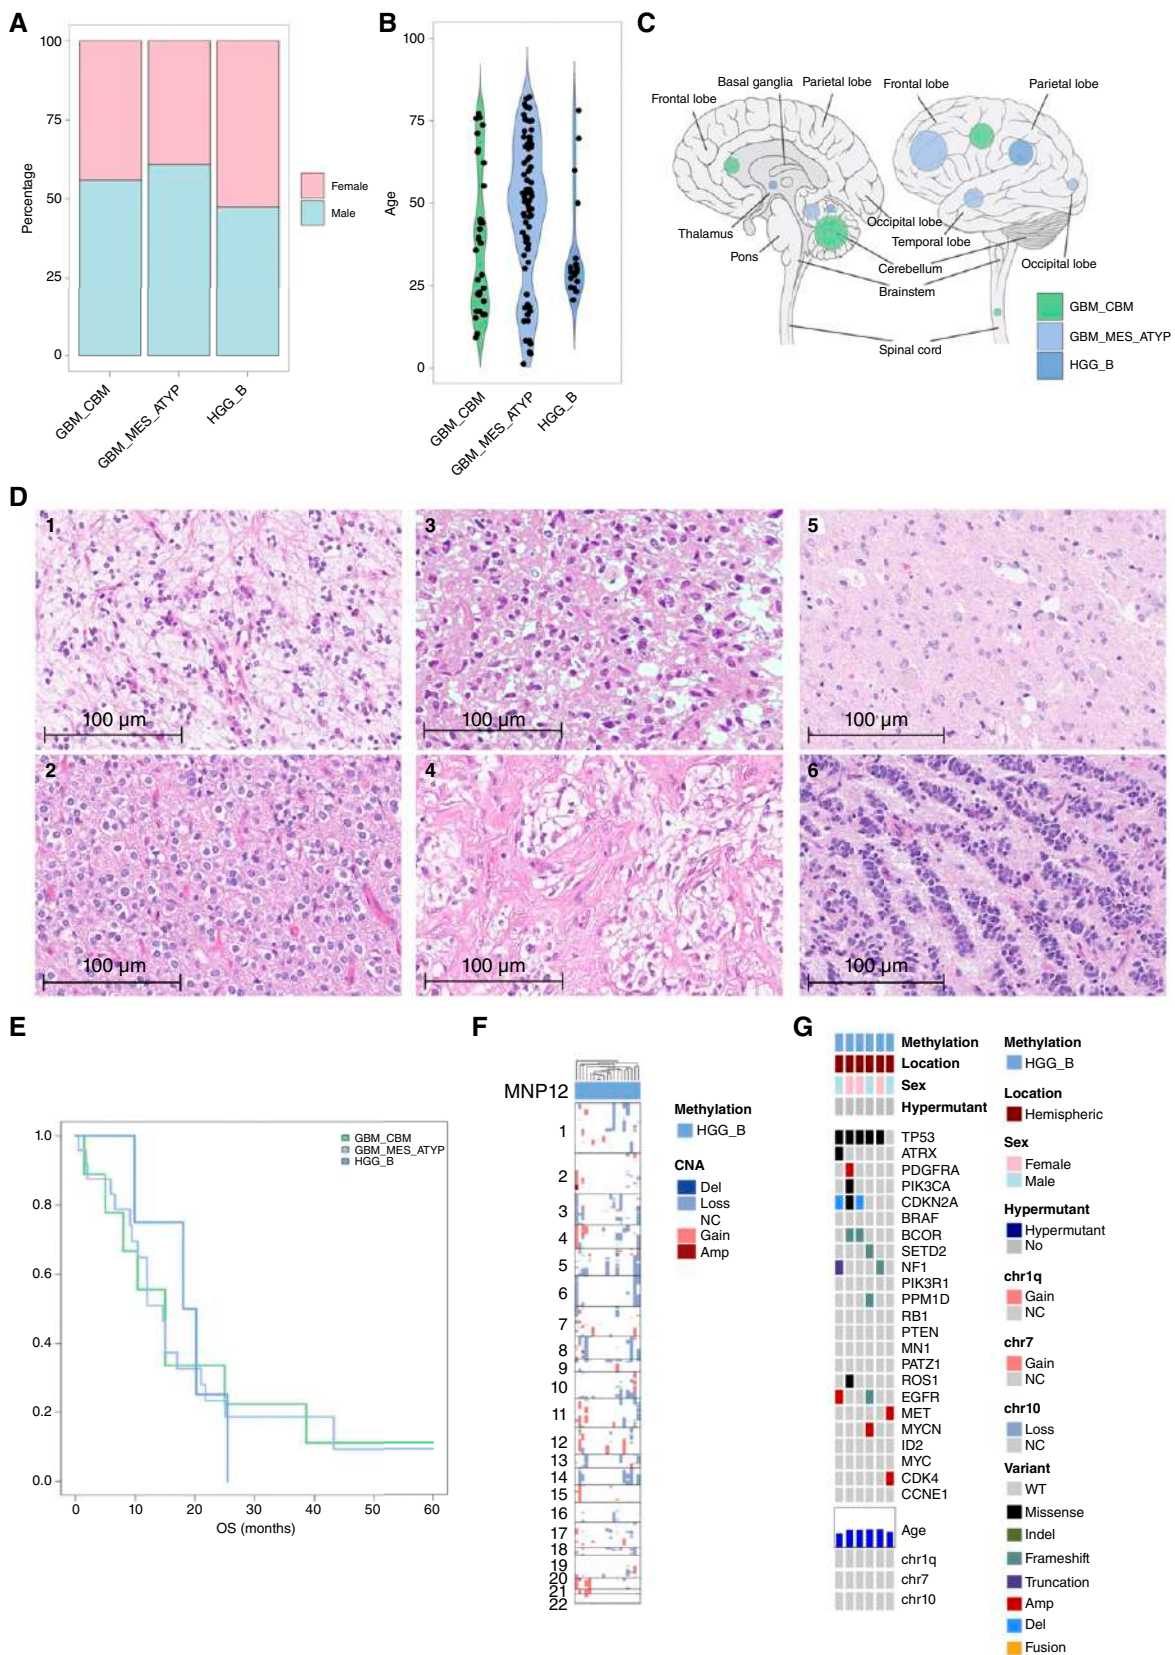 A
100
75
50
25
0
Percentage
GBM_CBM
GBM_MES_ATYP
HGG_B
Female
Male
B
100
75
50
25
0
Age
GBM_CBM
GBM_MES_ATYP
HGG_B
C
Basal ganglia
Parietal lobe
Frontal lobe
Frontal lobe
Parietal lobe
Thalamus
Pons
Occipital lobe
Temporal lobe
Cerebellum
Brainstem
Occipital lobe
Spinal cord
GBM_CBM
GBM_MES_ATYP
HGG_B
D
1
100 µm
3
100 µm
5
100 µm
2
100 µm
4
100 µm
6
100 µm
E
1.0
0.8
0.6
0.4
0.2
0.0
0
10
20
30
40
50
60
OS (months)
GBM_CBM
GBM_MES_ATYP
HGG_B
F
MNP12
1
2
3
4
5
6
7
8
9
10
11
12
13
14
15
16
17
18
19
20
21
22
Methylation
HGG_B
CNA
Del
Loss
NC
Gain
Amp
G
Methylation
Location
Sex
Hypermutant
TP53
ATRX
PDGFRA
PIK3CA
CDKN2A
BRAF
BCOR
SETD2
NF1
PIK3R1
PPM1D
RB1
PTEN
MN1
PATZ1
ROS1
EGFR
MET
MYCN
ID2
MYC
CDK4
CCNE1
Age
chr1q
chr7
chr10
Methylation
HGG_B
Location
Hemispheric
Sex
Female
Male
Hypermutant
Hypermutant
No
chr1q
Gain
NC
chr7
Gain
NC
chr10
Loss
NC
Variant
WT
Missense
Indel
Frameshift
Truncation
Amp
Del
Fusion